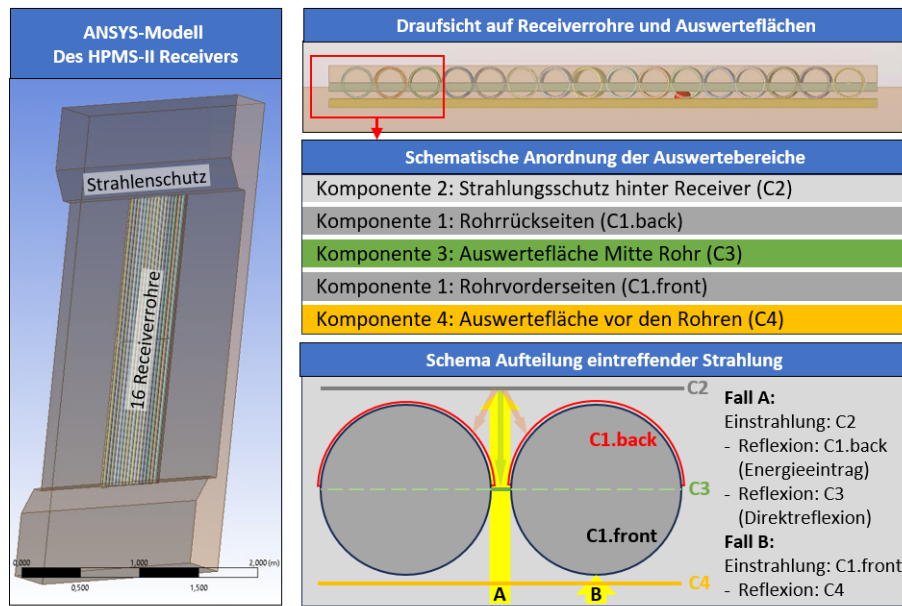 ANSYS-Modell
Des HPMS-II Receivers
Strahlenschutz
16 Receiverrohre
0,000
1,000
2,000 (m)
0,500
1,500
Draufsicht auf Receiverrohre und Auswerteflächen
Schematische Anordnung der Auswertebereiche
Komponente 2: Strahlungsschutz hinter Receiver (C2)
Komponente 1: Rohrrückseiten (C1.back)
Komponente 3: Auswertefläche Mitte Rohr (C3)
Komponente 1: Rohrvorderseiten (C1.front)
Komponente 4: Auswertefläche vor den Rohren (C4)
Schema Aufteilung eintreffender Strahlung
C2
C1.back
C3
C1.front
C4
A
B
Fall A:
Einstrahlung: C2
- Reflexion: C1.back
(Energieeintrag)
- Reflexion: C3
(Direktreflexion)
Fall B:
Einstrahlung: C1.front
- Reflexion: C4